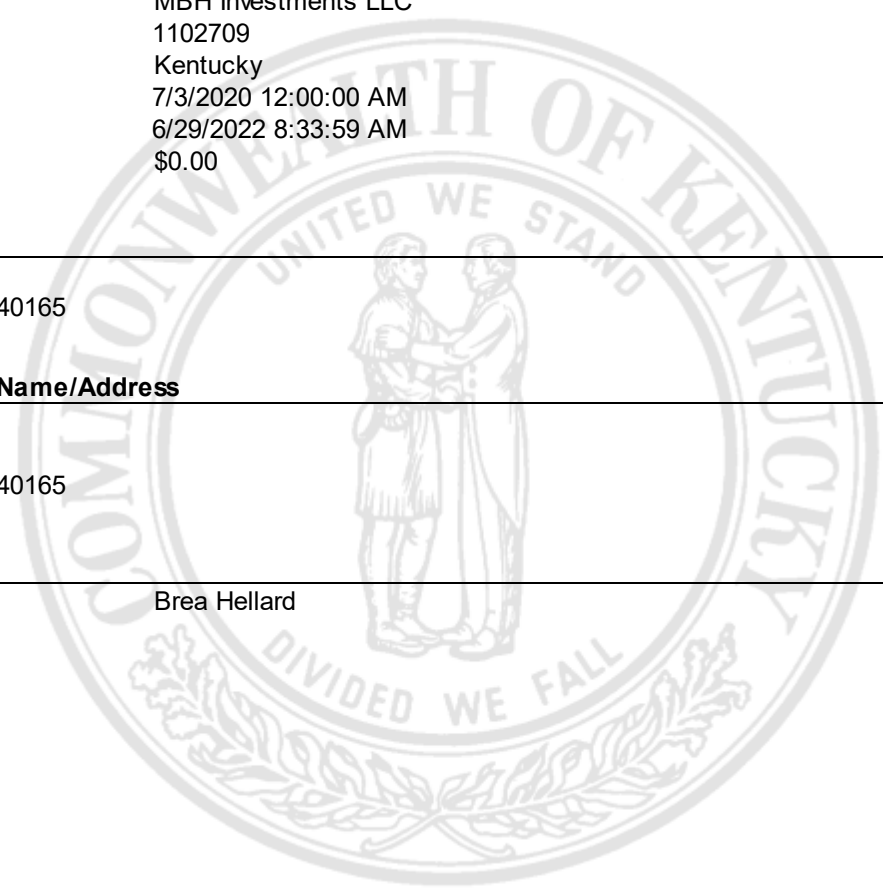 MBH Investments LLC
1102709
Kentucky
7/3/2020 12:00:00 AM
6/29/2022 8:33:59 AM
$0.00
40165
Name/Address
40165
Brea Hellard
COMMONWEALTH OF KENTUCKY
UNITED WE STAND
DIVIDED WE FALL